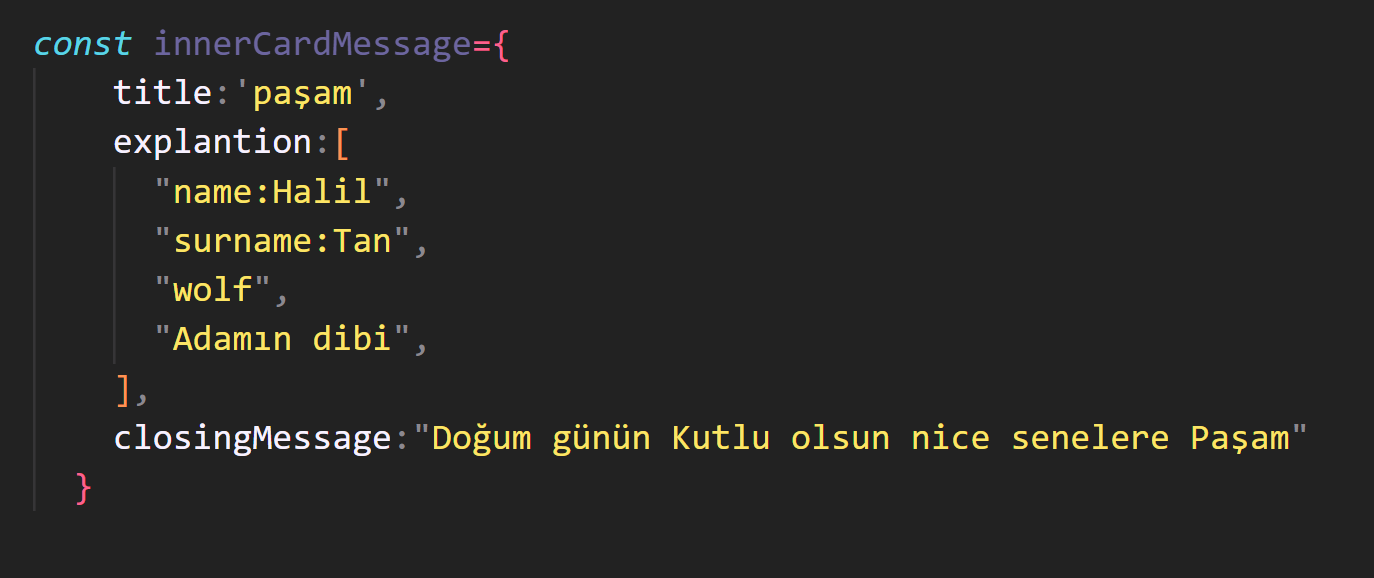 const innerCardMessage={
title:'paşam',
explantion:[
"name:Halil",
"surname:Tan",
"wolf",
"Adamın dibi",
],
closingMessage:"Doğum günün Kutlu olsun nice senelere Paşam"
}